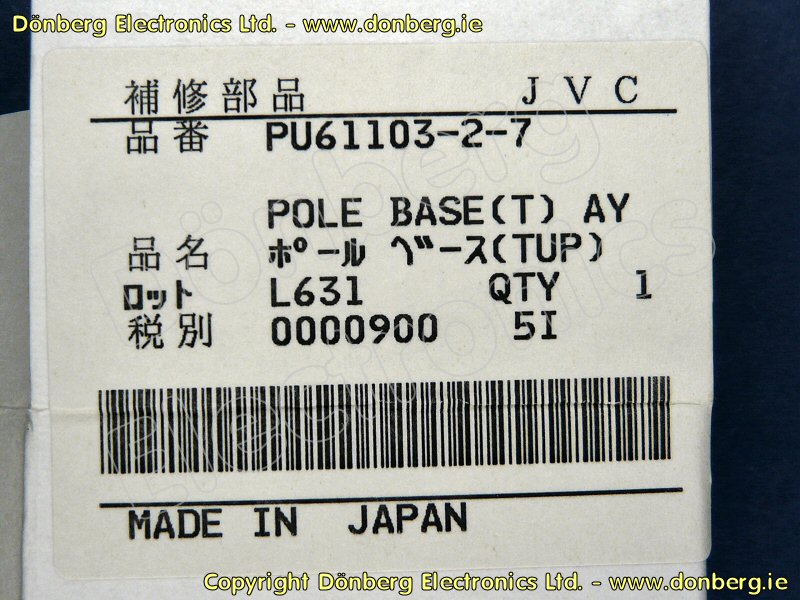 Dönberg Electronics Ltd. - www.donberg.ie
補修部品 JVC
品番 PU61103-2-7
POLE BASE(T) AY
品名 ポール ベース(TUP)
ロット L631 QTY 1
税別 0000900 5I
Dönberg Electronics
MADE IN JAPAN
Copyright Dönberg Electronics Ltd. - www.donberg.ie